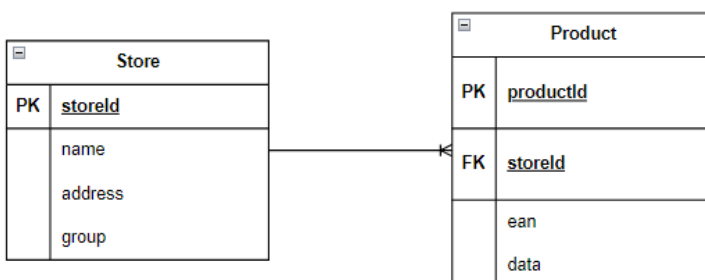 Store
PK storeId
name
address
group
Product
PK productId
FK storeId
ean
data